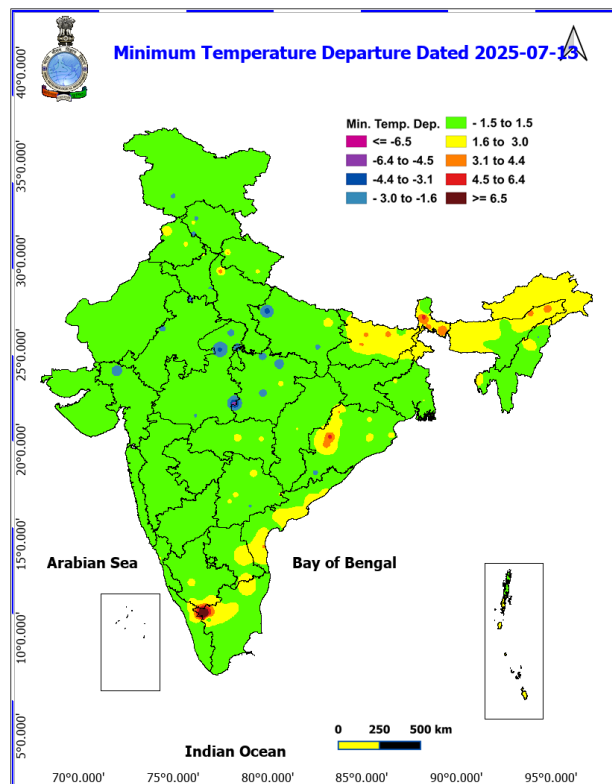 Minimum Temperature Departure Dated 2025-07-13
Min. Temp. Dep.
<= -6.5
-6.4 to -4.5
-4.4 to -3.1
- 3.0 to -1.6
- 1.5 to 1.5
1.6 to 3.0
3.1 to 4.4
4.5 to 6.4
>= 6.5
40°0.000'
35°0.000'
30°0.000'
25°0.000'
20°0.000'
15°0.000'
10°0.000'
5°0.000'
Arabian Sea
Bay of Bengal
0 250 500 km
Indian Ocean
70°0.000' 75°0.000' 80°0.000' 85°0.000' 90°0.000' 95°0.000'